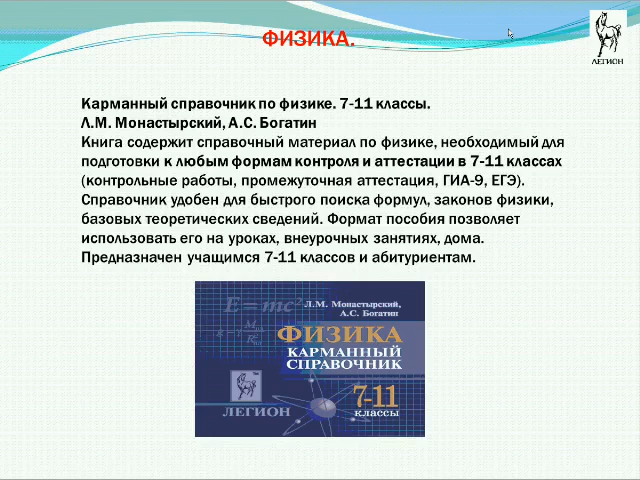 ФИЗИКА.
ЛЕГИОН
Карманный справочник по физике. 7-11 классы.
Л.М. Монастырский, А.С. Богатин
Книга содержит справочный материал по физике, необходимый для
подготовки к любым формам контроля и аттестации в 7-11 классах
(контрольные работы, промежуточная аттестация, ГИА-9, ЕГЭ).
Справочник удобен для быстрого поиска формул, законов физики,
базовых теоретических сведений. Формат пособия позволяет
использовать его на уроках, внеурочных занятиях, дома.
Предназначен учащимся 7-11 классов и абитуриентам.
E = mc²
Л.М. Монастырский,
А.С. Богатин
ФИЗИКА
КАРМАННЫЙ
СПРАВОЧНИК
ЛЕГИОН
7-11
КЛАССЫ